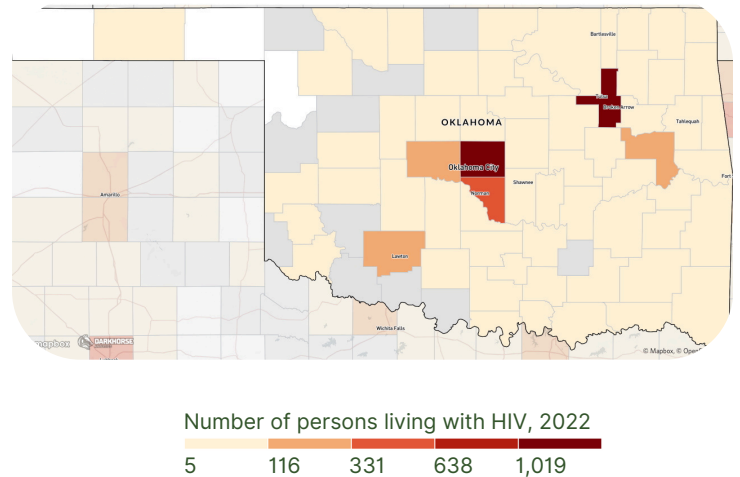 Bartlesville
Tulsa
Broken Arrow
OKLAHOMA
Tahlequah
Oklahoma City
Shawnee
Norman
Fort
Amarillo
Lawton
Wichita Falls
mapbox
DARKHORSE
© Mapbox, © Open
Number of persons living with HIV, 2022
5 116 331 638 1,019